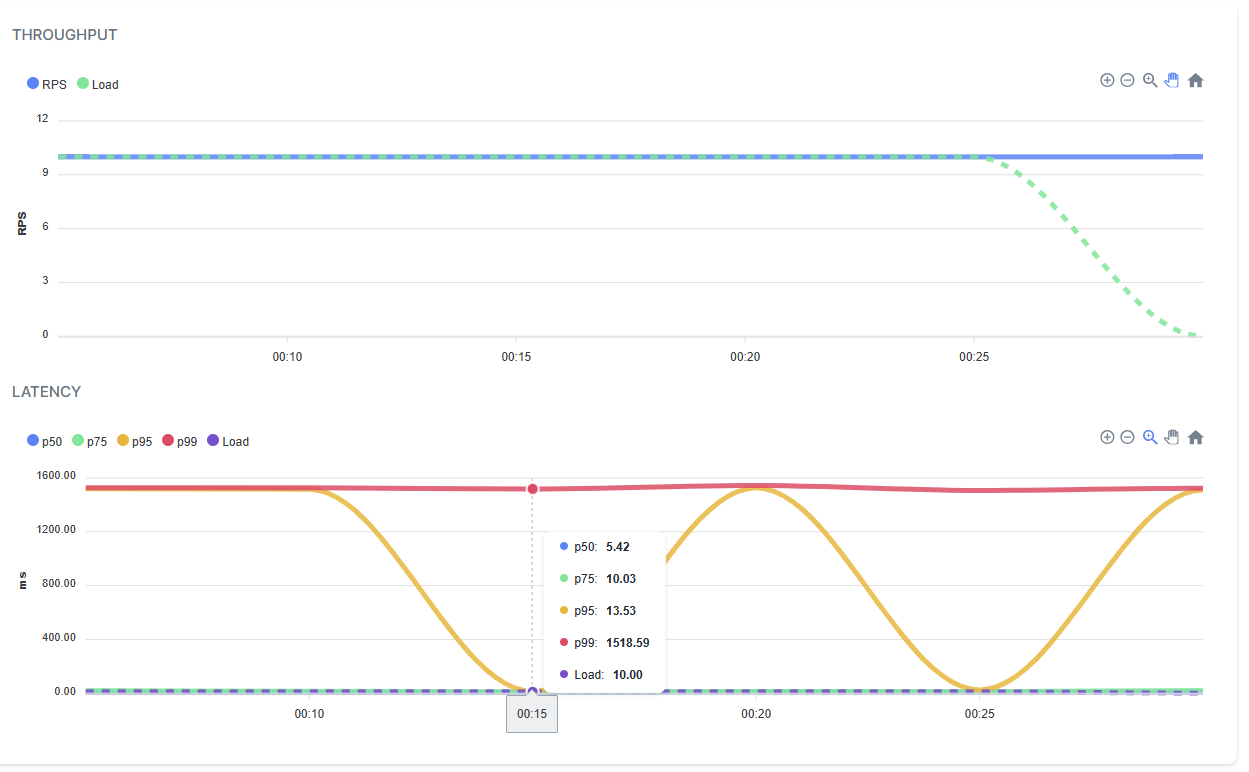 THROUGHPUT
RPS Load
12
9
6
3
0
RPS
00:10 00:15 00:20 00:25
LATENCY
p50 p75 p95 p99 Load
1600.00
1200.00
800.00
400.00
0.00
ms
p50: 5.42
p75: 10.03
p95: 13.53
p99: 1518.59
Load: 10.00
00:10 00:15 00:20 00:25